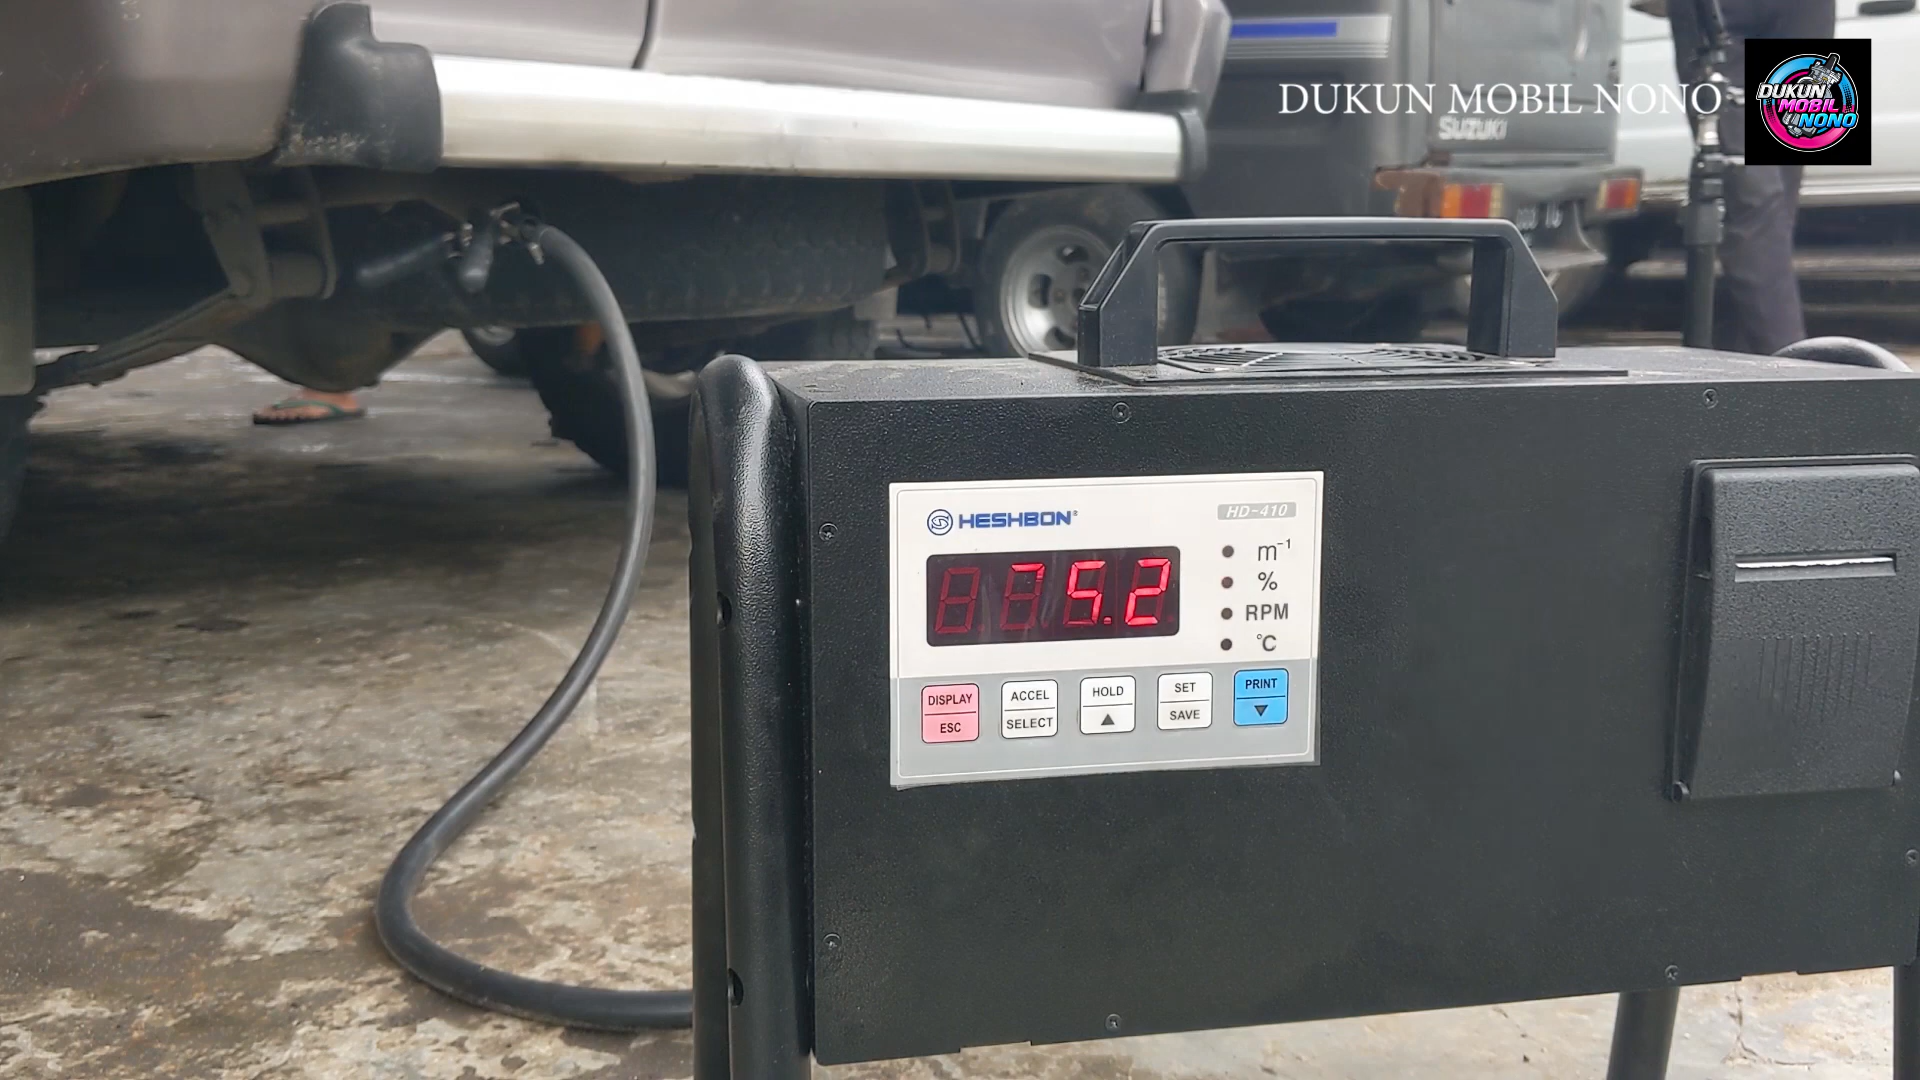 DUKUN MOBIL NONO
DUKUN
MOBIL
NONO
SUZUKI
HESHBON®
HD-410
75.2
m⁻¹
%
RPM
°C
DISPLAY
ESC
ACCEL
SELECT
HOLD
▲
SET
SAVE
PRINT
▼